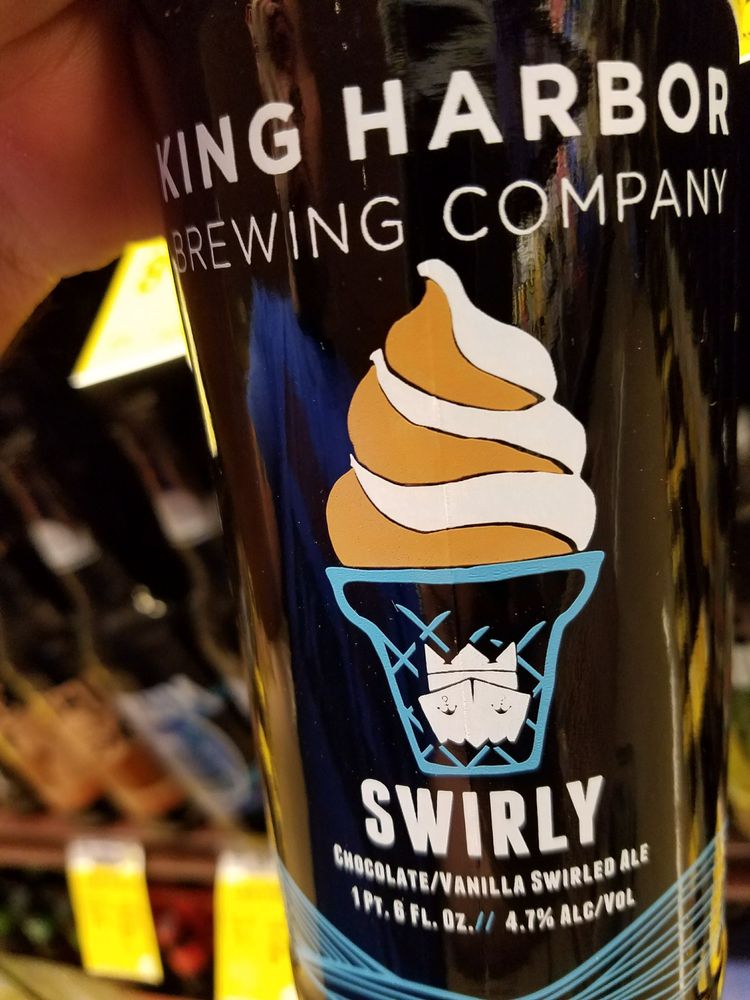 KING HARBOR
BREWING COMPANY
SWIRLY
CHOCOLATE/VANILLA SWIRLED ALE
1 PT. 6 FL. OZ.// 4.7% ALC/VOL